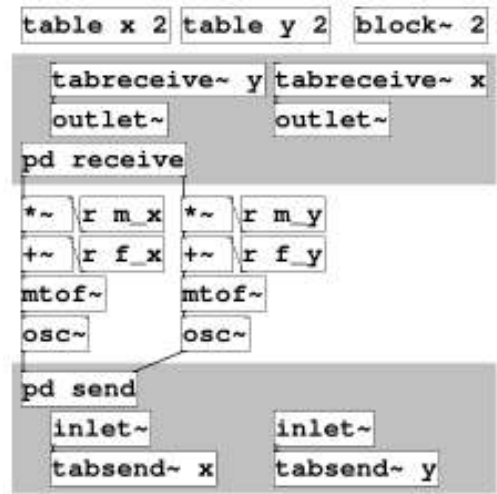 table x 2 table y 2 block~ 2
tabreceive~ y tabreceive~ x
outlet~ outlet~
pd receive
*~ r m_x *~ r m_y
+~ r f_x +~ r f_y
mtof~ mtof~
osc~ osc~
pd send
inlet~ inlet~
tabsend~ x tabsend~ y